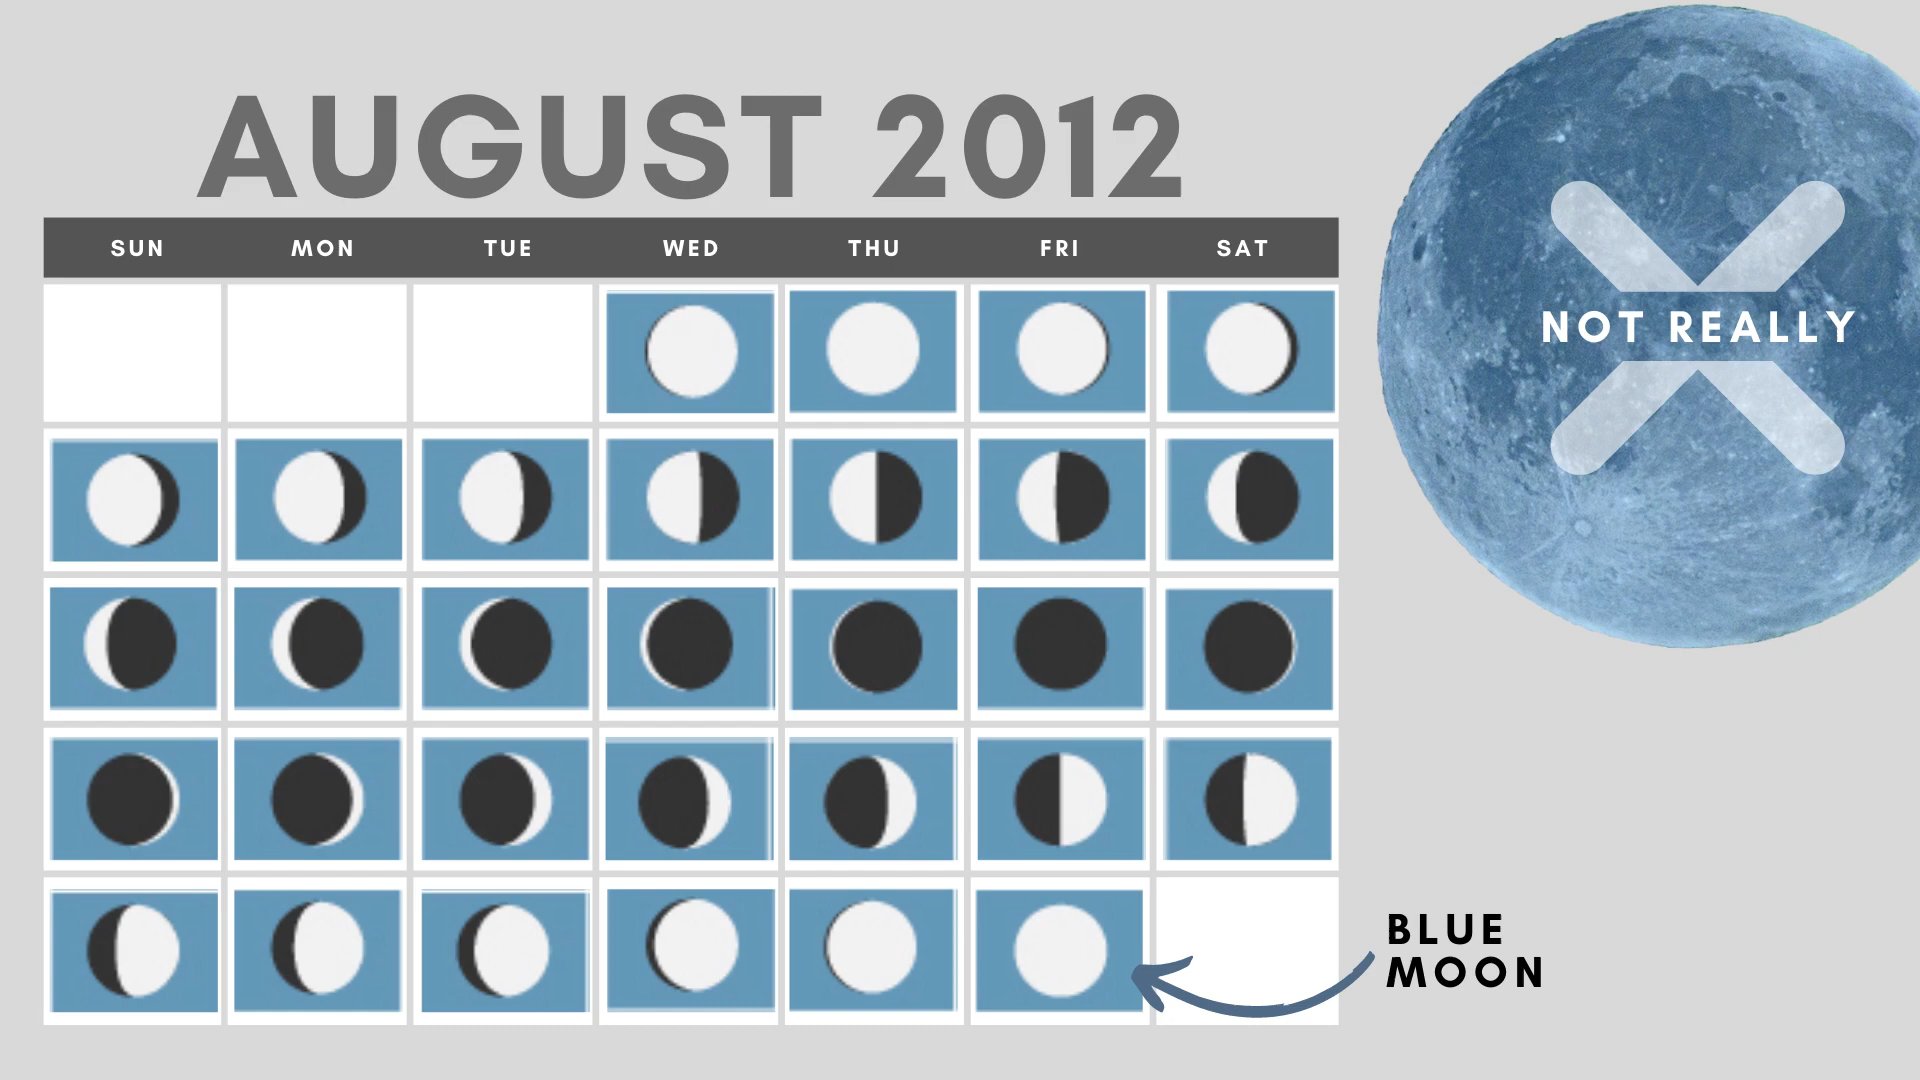 AUGUST 2012
SUN MON TUE WED THU FRI SAT
NOT REALLY
BLUE
MOON